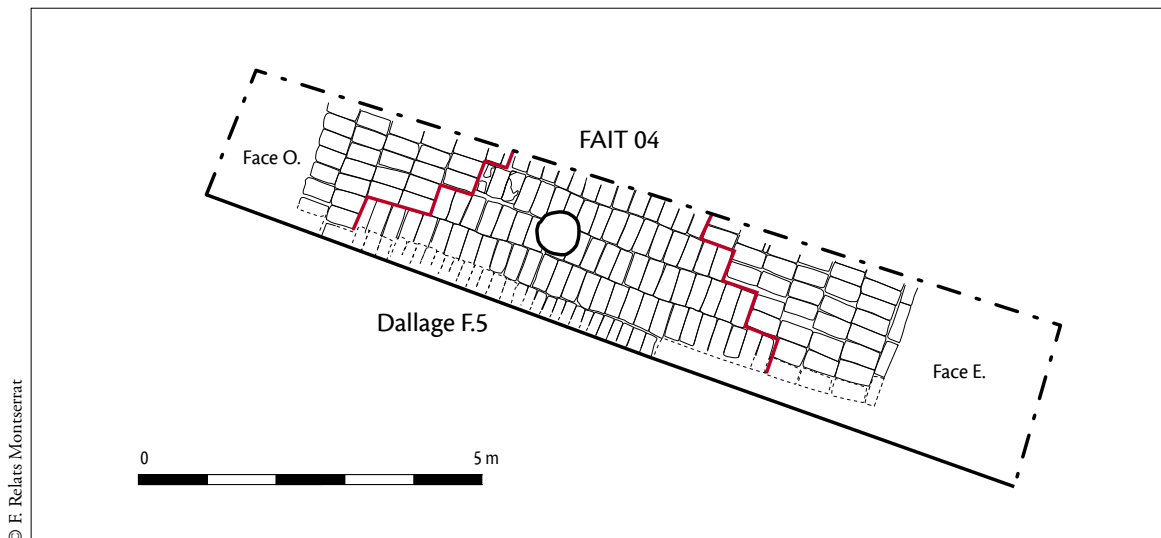 FAIT 04
Face O.
Dallage F.5
Face E.
0 5 m
© F. Relats Montserrat